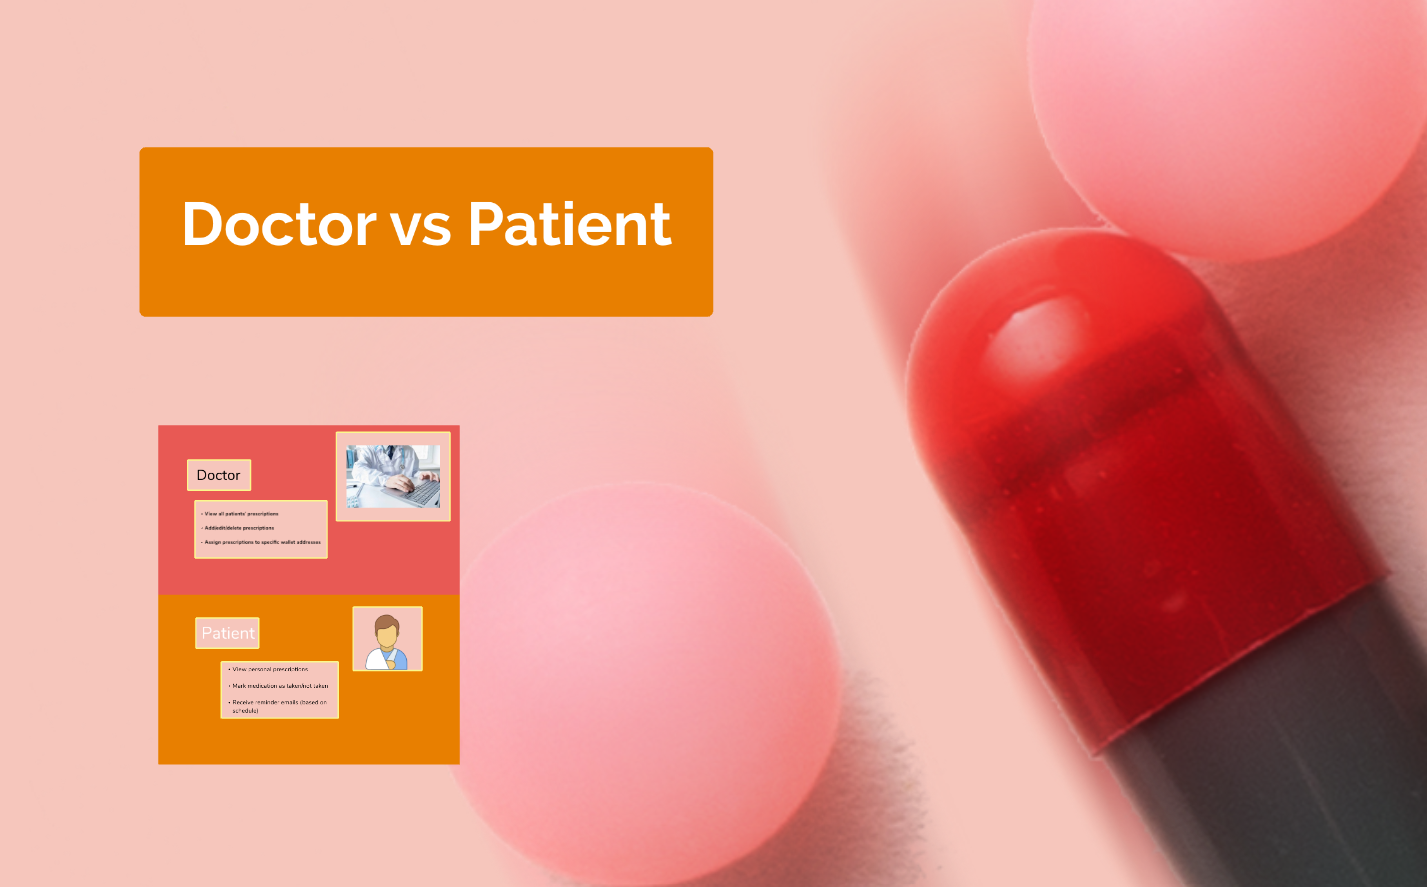 Doctor vs Patient
Doctor
• View all patients' prescriptions
• Add/edit/delete prescriptions
• Assign prescriptions to specific wallet addresses
Patient
• View personal prescriptions
• Mark medication as taken/not taken
• Receive reminder emails (based on
schedule)